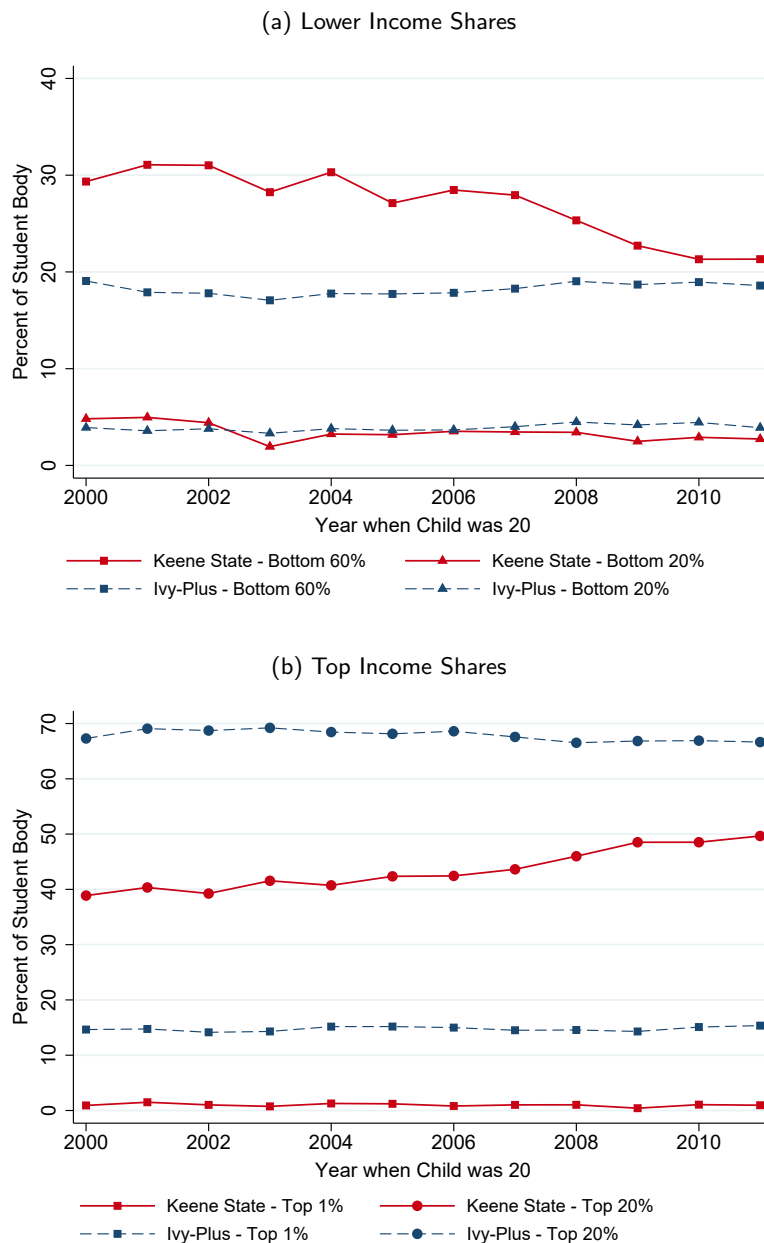 (a) Lower Income Shares
Percent of Student Body
40
30
20
10
0
2000 2002 2004 2006 2008 2010
Year when Child was 20
Keene State - Bottom 60% Keene State - Bottom 20%
Ivy-Plus - Bottom 60% Ivy-Plus - Bottom 20%
(b) Top Income Shares
Percent of Student Body
70
60
50
40
30
20
10
0
2000 2002 2004 2006 2008 2010
Year when Child was 20
Keene State - Top 1% Keene State - Top 20%
Ivy-Plus - Top 1% Ivy-Plus - Top 20%